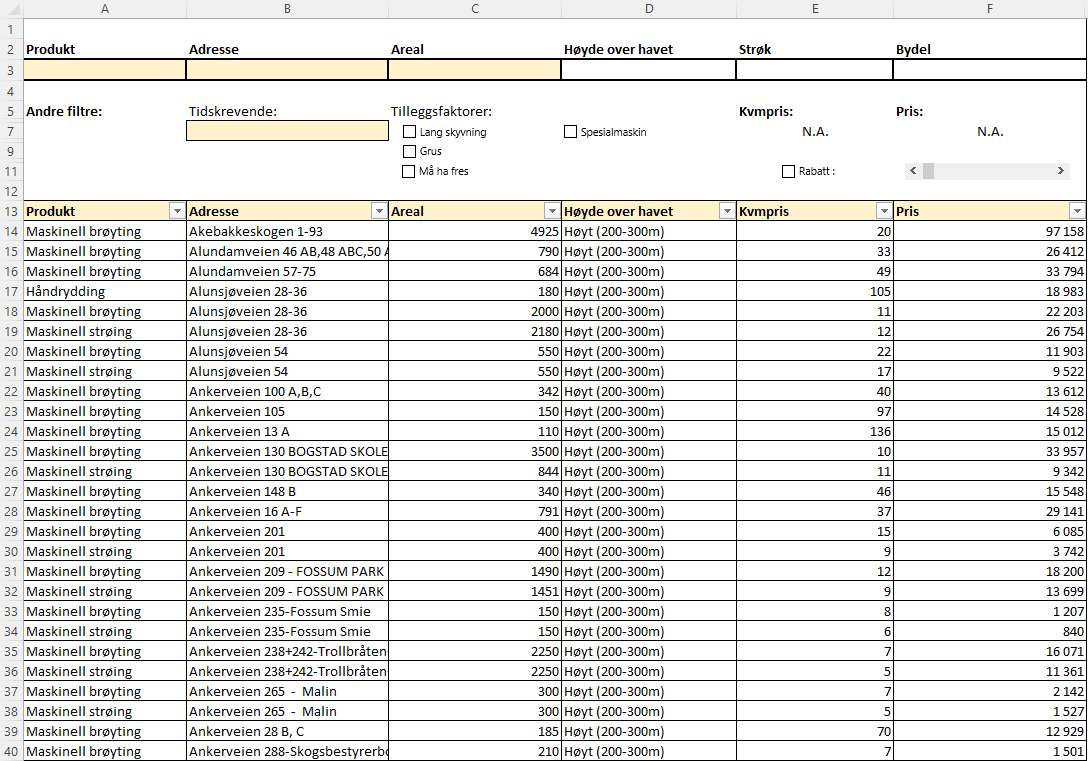 A B C D E F
1
2 Produkt Adresse Areal Høyde over havet Strøk Bydel
3
4
5 Andre filtre: Tidskrevende: Tilleggsfaktorer: Kvmpris: Pris:
7 Lang skyvning Spesialmaskin N.A. N.A.
9 Grus
11 Må ha fres Rabatt :
12
13 Produkt Adresse Areal Høyde over havet Kvmpris Pris
14 Maskinell brøyting Akebakkeskogen 1-93 4925 Høyt (200-300m) 20 97 158
15 Maskinell brøyting Alundamveien 46 AB,48 ABC,50 A 790 Høyt (200-300m) 33 26 412
16 Maskinell brøyting Alundamveien 57-75 684 Høyt (200-300m) 49 33 794
17 Håndrydding Alunsjøveien 28-36 180 Høyt (200-300m) 105 18 983
18 Maskinell brøyting Alunsjøveien 28-36 2000 Høyt (200-300m) 11 22 203
19 Maskinell strøing Alunsjøveien 28-36 2180 Høyt (200-300m) 12 26 754
20 Maskinell brøyting Alunsjøveien 54 550 Høyt (200-300m) 22 11 903
21 Maskinell strøing Alunsjøveien 54 550 Høyt (200-300m) 17 9 522
22 Maskinell brøyting Ankerveien 100 A,B,C 342 Høyt (200-300m) 40 13 612
23 Maskinell brøyting Ankerveien 105 150 Høyt (200-300m) 97 14 528
24 Maskinell brøyting Ankerveien 13 A 110 Høyt (200-300m) 136 15 012
25 Maskinell brøyting Ankerveien 130 BOGSTAD SKOLE 3500 Høyt (200-300m) 10 33 957
26 Maskinell strøing Ankerveien 130 BOGSTAD SKOLE 844 Høyt (200-300m) 11 9 342
27 Maskinell brøyting Ankerveien 148 B 340 Høyt (200-300m) 46 15 548
28 Maskinell brøyting Ankerveien 16 A-F 791 Høyt (200-300m) 37 29 141
29 Maskinell brøyting Ankerveien 201 400 Høyt (200-300m) 15 6 085
30 Maskinell strøing Ankerveien 201 400 Høyt (200-300m) 9 3 742
31 Maskinell brøyting Ankerveien 209 - FOSSUM PARK 1490 Høyt (200-300m) 12 18 200
32 Maskinell strøing Ankerveien 209 - FOSSUM PARK 1451 Høyt (200-300m) 9 13 699
33 Maskinell brøyting Ankerveien 235-Fossum Smie 150 Høyt (200-300m) 8 1 207
34 Maskinell strøing Ankerveien 235-Fossum Smie 150 Høyt (200-300m) 6 840
35 Maskinell brøyting Ankerveien 238+242-Trollbråten- 2250 Høyt (200-300m) 7 16 071
36 Maskinell strøing Ankerveien 238+242-Trollbråten- 2250 Høyt (200-300m) 5 11 361
37 Maskinell brøyting Ankerveien 265 - Malin 300 Høyt (200-300m) 7 2 142
38 Maskinell strøing Ankerveien 265 - Malin 300 Høyt (200-300m) 5 1 527
39 Maskinell brøyting Ankerveien 28 B, C 185 Høyt (200-300m) 70 12 929
40 Maskinell brøyting Ankerveien 288-Skogsbestyrerbo 210 Høyt (200-300m) 7 1 501